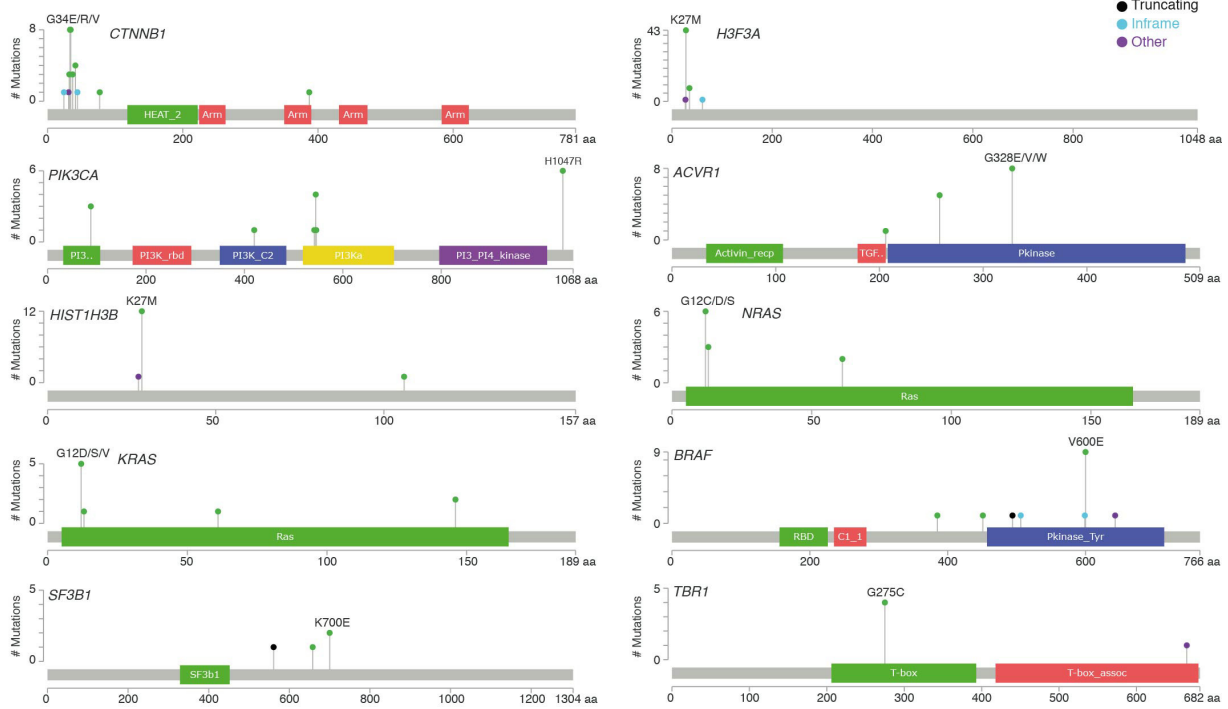 Truncating
Inframe
Other
G34E/R/V
CTNNB1
# Mutations
8
0
HEAT_2
Arm
Arm
Arm
Arm
0
200
400
600
781 aa
K27M
H3F3A
# Mutations
43
0
0
200
400
600
800
1048 aa
H1047R
PIK3CA
# Mutations
6
0
PI3..
PI3K_rbd
PI3K_C2
PI3Ka
PI3_PI4_kinase
0
200
400
600
800
1068 aa
G328E/V/W
ACVR1
# Mutations
8
0
Activin_recp
TGF..
Pkinase
0
100
200
300
400
509 aa
K27M
HIST1H3B
# Mutations
12
0
0
50
100
157 aa
G12C/D/S
NRAS
# Mutations
6
0
Ras
0
50
100
150
189 aa
G12D/S/V
KRAS
# Mutations
5
0
Ras
0
50
100
150
189 aa
V600E
BRAF
# Mutations
9
0
RBD
C1_1
Pkinase_Tyr
0
200
400
600
766 aa
SF3B1
K700E
# Mutations
5
0
SF3b1
0
200
400
600
800
1000
1200
1304 aa
TBR1
G275C
# Mutations
5
0
T-box
T-box_assoc
0
100
200
300
400
500
600
682 aa